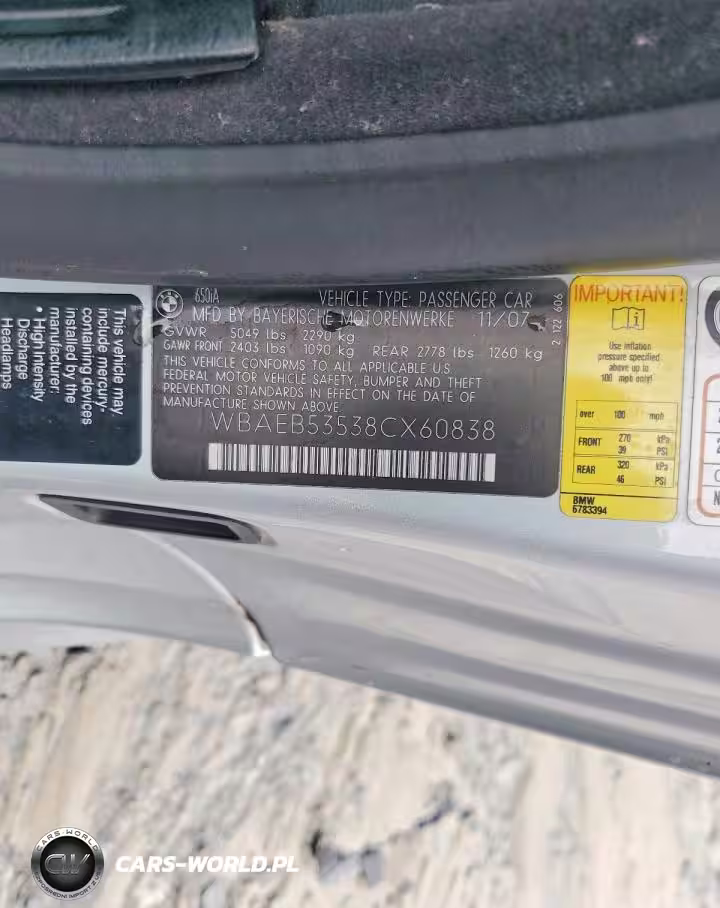 This vehicle may
include mercury-
containing devices
installed by the
manufacturer:
• High Intensity
Discharge
Headlamps
650iA VEHICLE TYPE: PASSENGER CAR
MFD BY: BAYERISCHE MOTORENWERKE 11/07
GVWR 5049 lbs 2290 kg
GAWR FRONT 2403 lbs 1090 kg REAR 2778 lbs 1260 kg
THIS VEHICLE CONFORMS TO ALL APPLICABLE U.S.
FEDERAL MOTOR VEHICLE SAFETY, BUMPER AND THEFT
PREVENTION STANDARDS IN EFFECT ON THE DATE OF
MANUFACTURE SHOWN ABOVE.
WBAEB53538CX60838
2 122 606
IMPORTANT!
Use inflation
pressure specified
above up to
100 mph only!
over 100 mph
FRONT 270 kPa
39 PSI
REAR 320 kPa
46 PSI
BMW
6783394
CARS-WORLD
CW
CARS-WORLD.PL